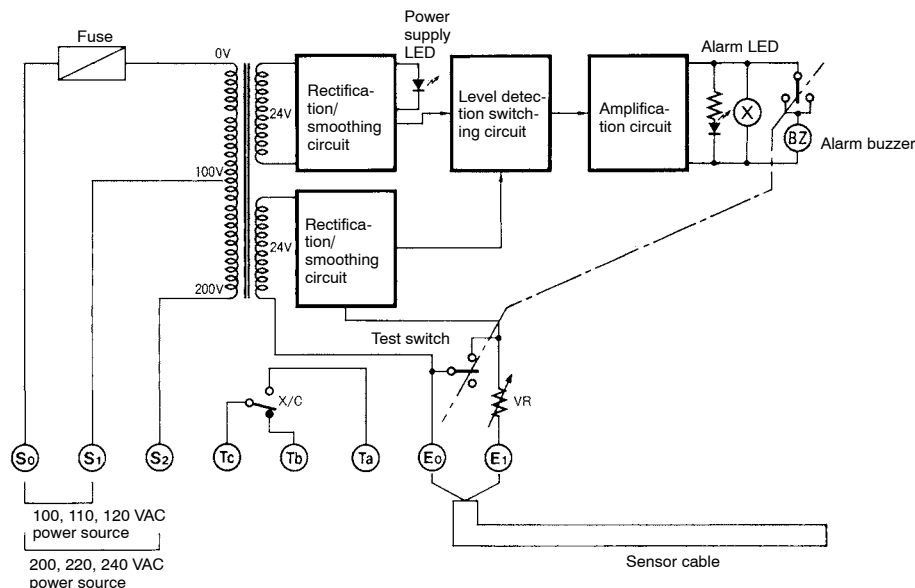 Fuse
Power
supply
LED
0V
24V
Rectifica-
tion/
smoothing
circuit
Level detec-
tion switch-
ing circuit
Amplifica-
tion circuit
Alarm LED
X
BZ
Alarm buzzer
100V
24V
Rectifica-
tion/
smoothing
circuit
200V
Test switch
X/C
VR
S0
S1
S2
Tc
Tb
Ta
E0
E1
100, 110, 120 VAC
power source
200, 220, 240 VAC
power source
Sensor cable